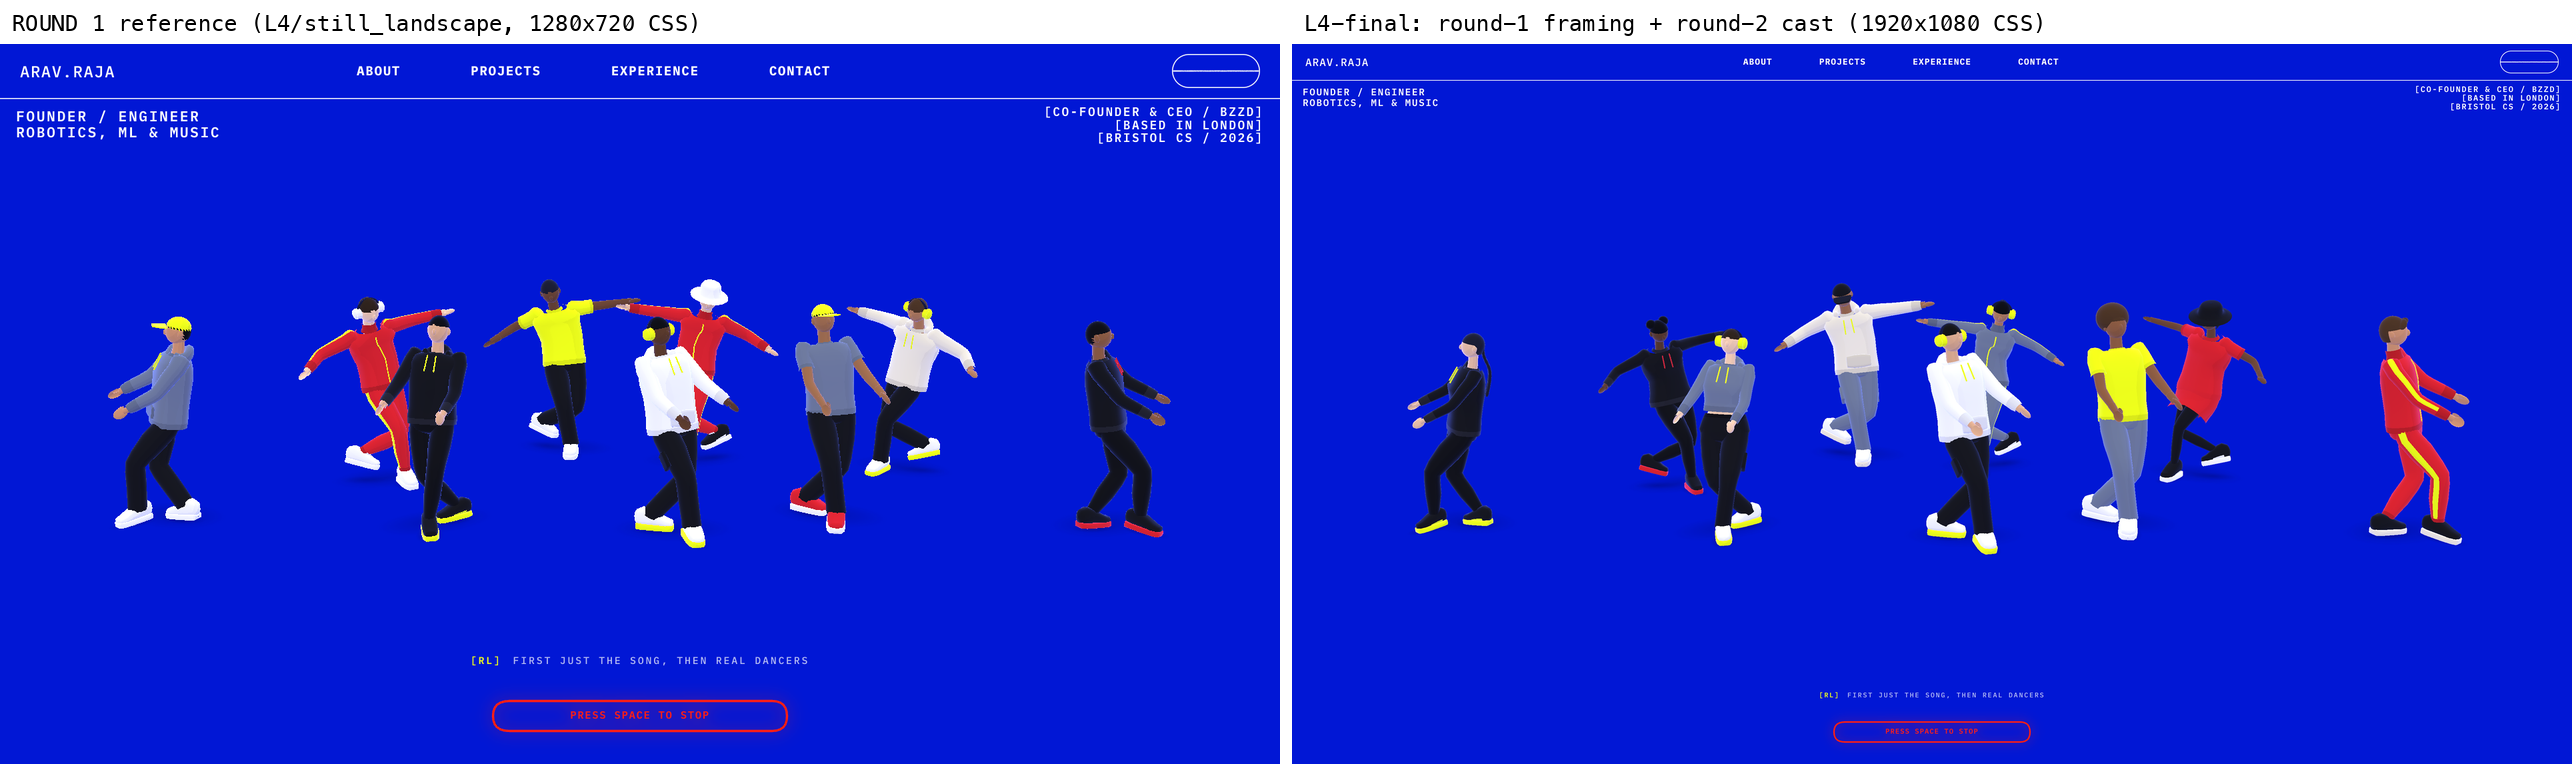 ROUND 1 reference (L4/still_landscape, 1280x720 CSS)
ARAV.RAJA
ABOUT
PROJECTS
EXPERIENCE
CONTACT
FOUNDER / ENGINEER
ROBOTICS, ML & MUSIC
[CO-FOUNDER & CEO / BZZD]
[BASED IN LONDON]
[BRISTOL CS / 2026]
[RL] FIRST JUST THE SONG, THEN REAL DANCERS
PRESS SPACE TO STOP
L4-final: round-1 framing + round-2 cast (1920x1080 CSS)
ARAV.RAJA
ABOUT
PROJECTS
EXPERIENCE
CONTACT
FOUNDER / ENGINEER
ROBOTICS, ML & MUSIC
[CO-FOUNDER & CEO / BZZD]
[BASED IN LONDON]
[BRISTOL CS / 2026]
[RL] FIRST JUST THE SONG, THEN REAL DANCERS
PRESS SPACE TO STOP